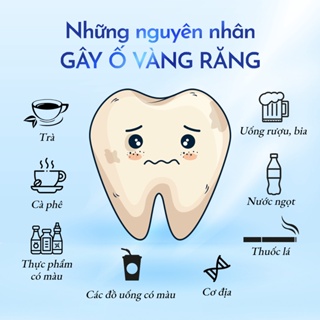 Những nguyên nhân
GÂY Ố VÀNG RĂNG
Trà
Uống rượu, bia
Cà phê
Nước ngọt
Thực phẩm
có màu
Thuốc lá
Các đồ uống có màu
Cơ địa